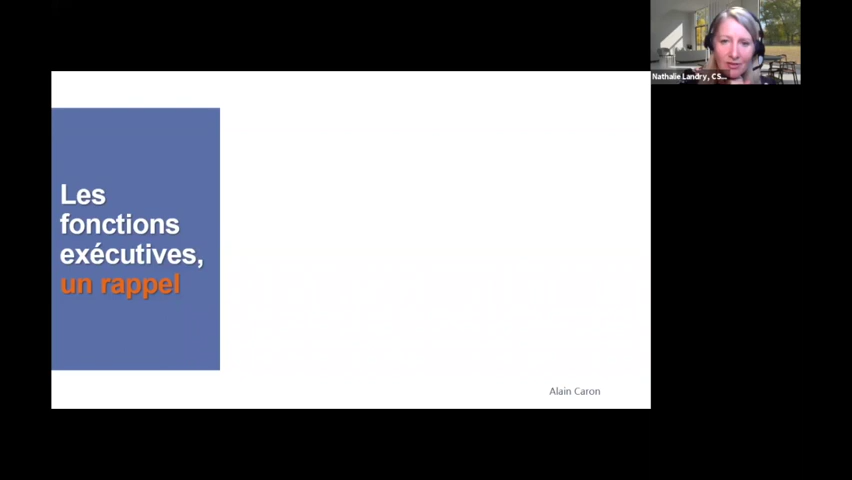 Nathalie Landry, CS...
Les
fonctions
exécutives,
un rappel
Alain Caron